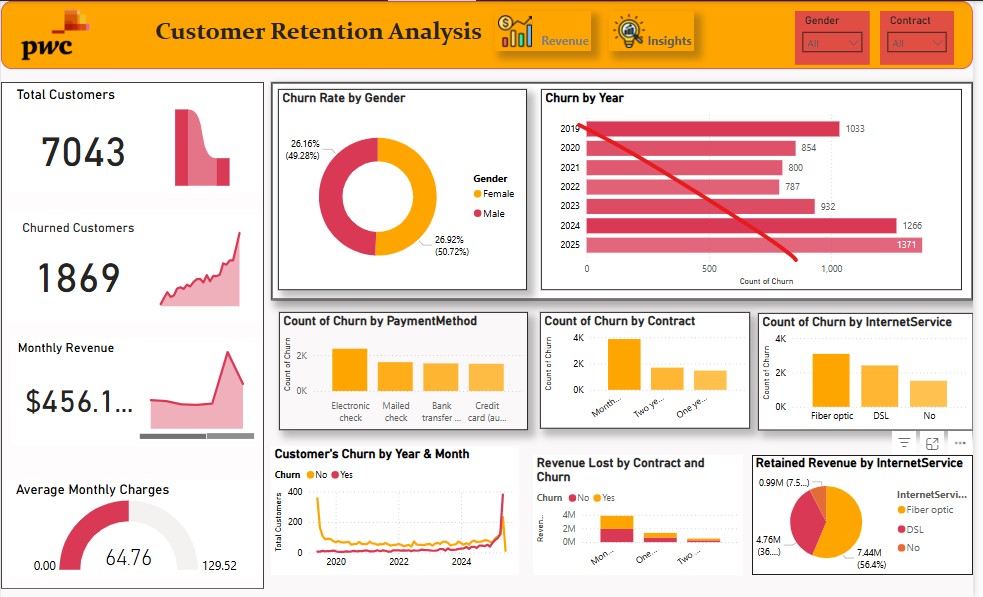 pwc
Customer Retention Analysis
Revenue
Insights
Gender
All
Contract
All
Total Customers
7043
Churned Customers
1869
Monthly Revenue
$456.1...
Average Monthly Charges
64.76
0.00
129.52
Churn Rate by Gender
26.16%
(49.28%)
26.92%
(50.72%)
Gender
Female
Male
Churn by Year
2019
1033
2020
854
2021
800
2022
787
2023
932
2024
1266
2025
1371
0
500
1,000
Count of Churn
Count of Churn by PaymentMethod
Count of Churn
2K
0K
Electronic check
Mailed check
Bank transfer ...
Credit card (au...
Count of Churn by Contract
Count of Churn
4K
2K
0K
Month...
Two ye...
One ye...
Count of Churn by InternetService
Count of Churn
4K
2K
0K
Fiber optic
DSL
No
Customer's Churn by Year & Month
Churn No Yes
Total Customers
400
200
0
2020
2022
2024
Revenue Lost by Contract and
Churn
Churn No Yes
Reven...
4M
2M
0M
Mon...
One...
Two ...
Retained Revenue by InternetService
0.99M (7.5...)
4.76M
(36....)
7.44M
(56.4%)
InternetServi...
Fiber optic
DSL
No